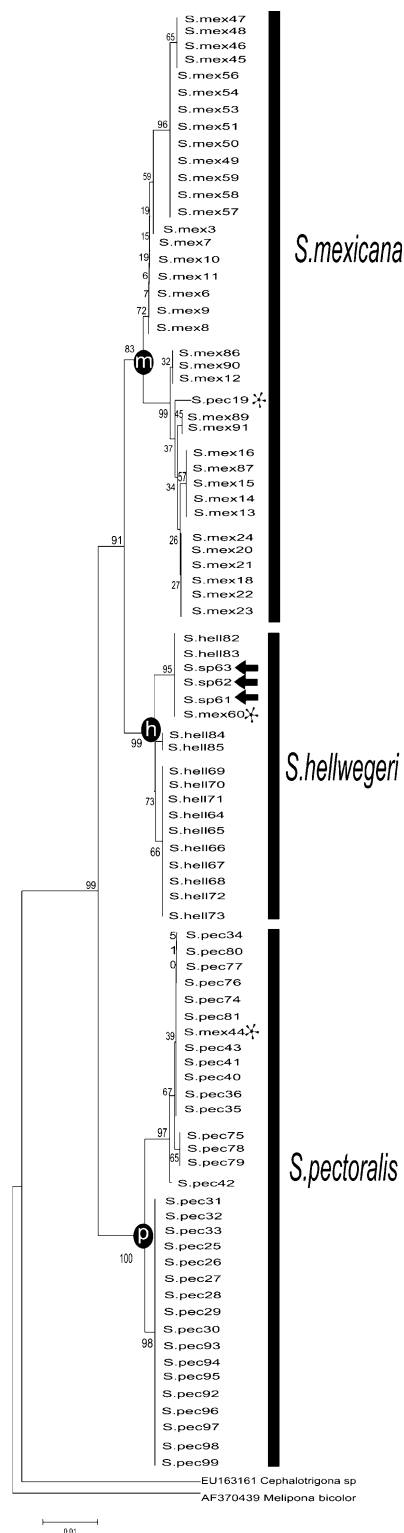 S.mex47
S.mex48
65
S.mex46
S.mex45
S.mex56
S.mex54
S.mex53
96
S.mex51
S.mex50
S.mex49
59
S.mex59
S.mex58
19
S.mex57
S.mex3
15
S.mex7
19
S.mex10
6
S.mex11
7
S.mex6
72
S.mex9
S.mex8
S.mexicana
83
m
32
S.mex86
S.mex90
S.mex12
S.pec19
99
45
S.mex89
S.mex91
37
S.mex16
57
S.mex87
34
S.mex15
S.mex14
S.mex13
26
S.mex24
S.mex20
S.mex21
27
S.mex18
S.mex22
S.mex23
91
S.hell82
S.hell83
95
S.sp63
S.sp62
S.sp61
S.mex60
h
99
S.hell84
S.hell85
S.hellwegeri
S.hell69
S.hell70
73
S.hell71
S.hell64
S.hell65
66
S.hell66
S.hell67
S.hell68
S.hell72
S.hell73
99
5
S.pec34
1
S.pec80
0
S.pec77
S.pec76
S.pec74
S.pec81
39
S.mex44
S.pec43
S.pec41
S.pec40
67
S.pec36
S.pec35
97
S.pec75
S.pec78
65
S.pec79
S.pec42
S.pectoralis
S.pec31
S.pec32
p
S.pec33
100
S.pec25
S.pec26
S.pec27
S.pec28
S.pec29
S.pec30
98
S.pec93
S.pec94
S.pec95
S.pec92
S.pec96
S.pec97
S.pec98
S.pec99
EU163161 Cephalotrigona sp
AF370439 Melipona bicolor
0.01